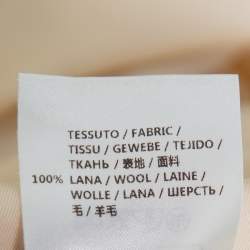 TESSUTO / FABRIC /
TISSU / GEWEBE / TEJIDO /
ТКАНЬ / 表地 / 面料
100% LANA / WOOL / LAINE /
WOLLE / LANA / ШЕРСТЬ /
毛 / 羊毛